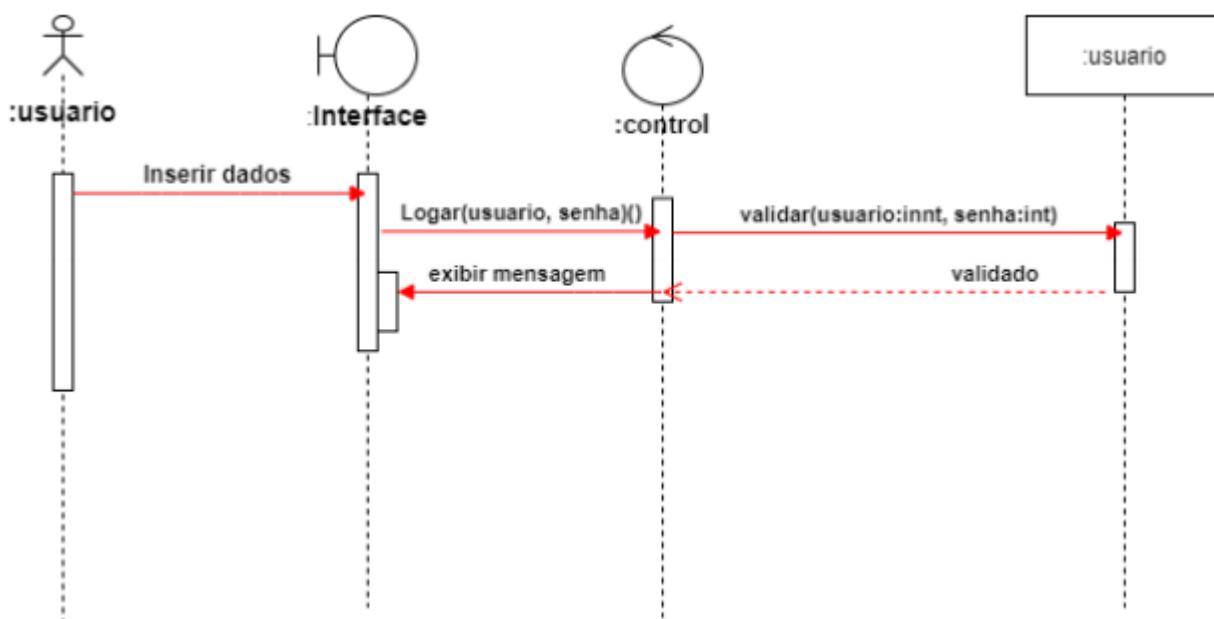 :usuario
:usuario
:Interface
:control
Inserir dados
Logar(usuario, senha)()
validar(usuario:innt, senha:int)
exibir mensagem
validado